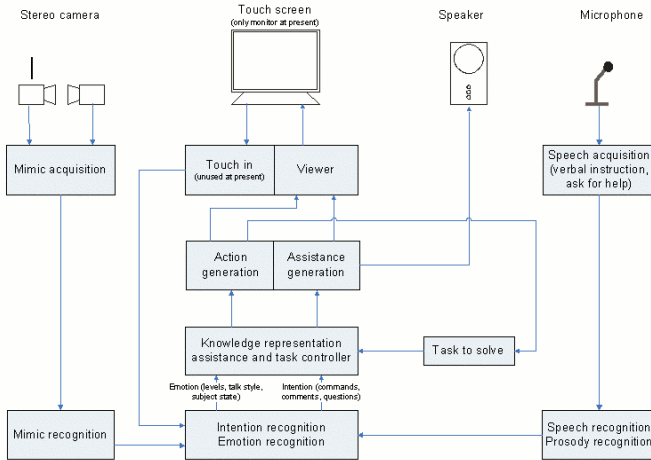 Stereo camera
Touch screen
(only monitor at present)
Speaker
Microphone
Mimic acquisition
Touch in
(unused at present)
Viewer
Speech acquisition
(verbal instruction,
ask for help)
Action
generation
Assistance
generation
Knowledge representation
assistance and task controller
Task to solve
Emotion (levels, talk style,
subject state)
Intention (commands,
comments, questions)
Mimic recognition
Intention recognition
Emotion recognition
Speech recognition
Prosody recognition